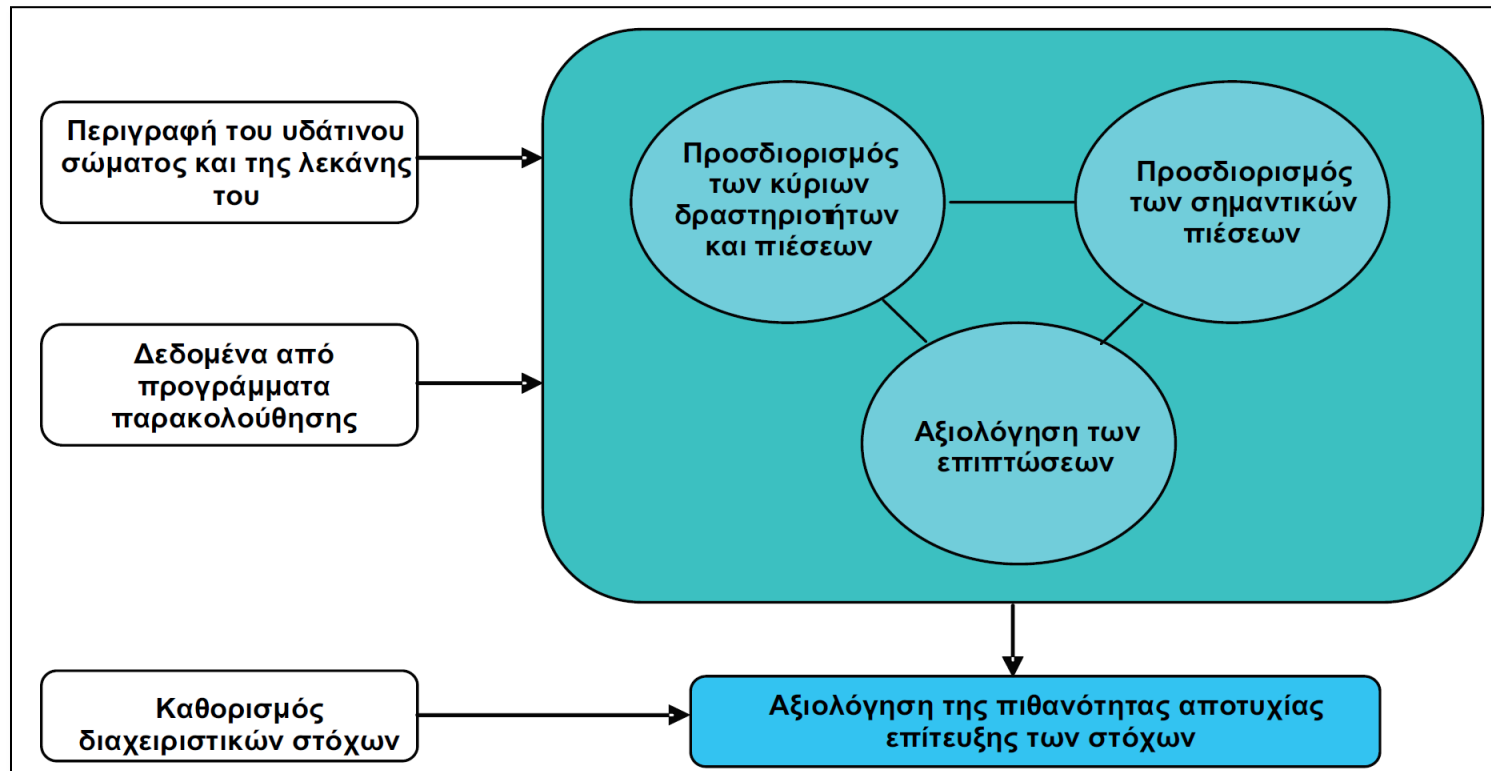 Περιγραφή του υδάτινου
σώματος και της λεκάνης
του
Προσδιορισμός
των κύριων
δραστηριοτήτων
και πιέσεων
Προσδιορισμός
των σημαντικών
πιέσεων
Δεδομένα από
προγράμματα
παρακολούθησης
Αξιολόγηση των
επιπτώσεων
Καθορισμός
διαχειριστικών στόχων
Αξιολόγηση της πιθανότητας αποτυχίας
επίτευξης των στόχων